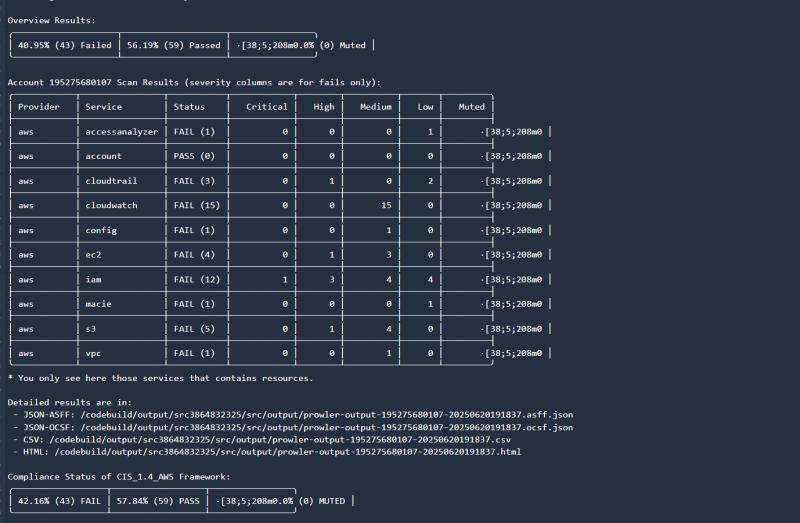 Overview Results:
40.95% (43) Failed | 56.19% (59) Passed | ·[38;5;208m0.0% (0) Muted |
Account 195275680107 Scan Results (severity columns are for fails only):
Provider | Service | Status | Critical | High | Medium | Low | Muted
aws | accessanalyzer | FAIL (1) | 0 | 0 | 0 | 1 | ·[38;5;208m0 |
aws | account | PASS (0) | 0 | 0 | 0 | 0 | ·[38;5;208m0 |
aws | cloudtrail | FAIL (3) | 0 | 1 | 0 | 2 | ·[38;5;208m0 |
aws | cloudwatch | FAIL (15) | 0 | 0 | 15 | 0 | ·[38;5;208m0 |
aws | config | FAIL (1) | 0 | 0 | 1 | 0 | ·[38;5;208m0 |
aws | ec2 | FAIL (4) | 0 | 1 | 3 | 0 | ·[38;5;208m0 |
aws | iam | FAIL (12) | 1 | 3 | 4 | 4 | ·[38;5;208m0 |
aws | macie | FAIL (1) | 0 | 0 | 0 | 1 | ·[38;5;208m0 |
aws | s3 | FAIL (5) | 0 | 1 | 4 | 0 | ·[38;5;208m0 |
aws | vpc | FAIL (1) | 0 | 0 | 1 | 0 | ·[38;5;208m0 |
* You only see here those services that contains resources.
Detailed results are in:
- JSON-ASFF: /codebuild/output/src3864832325/src/output/prowler-output-195275680107-20250620191837.asff.json
- JSON-OCSF: /codebuild/output/src3864832325/src/output/prowler-output-195275680107-20250620191837.ocsf.json
- CSV: /codebuild/output/src3864832325/src/output/prowler-output-195275680107-20250620191837.csv
- HTML: /codebuild/output/src3864832325/src/output/prowler-output-195275680107-20250620191837.html
Compliance Status of CIS_1.4_AWS Framework:
42.16% (43) FAIL | 57.84% (59) PASS | ·[38;5;208m0.0% (0) MUTED |